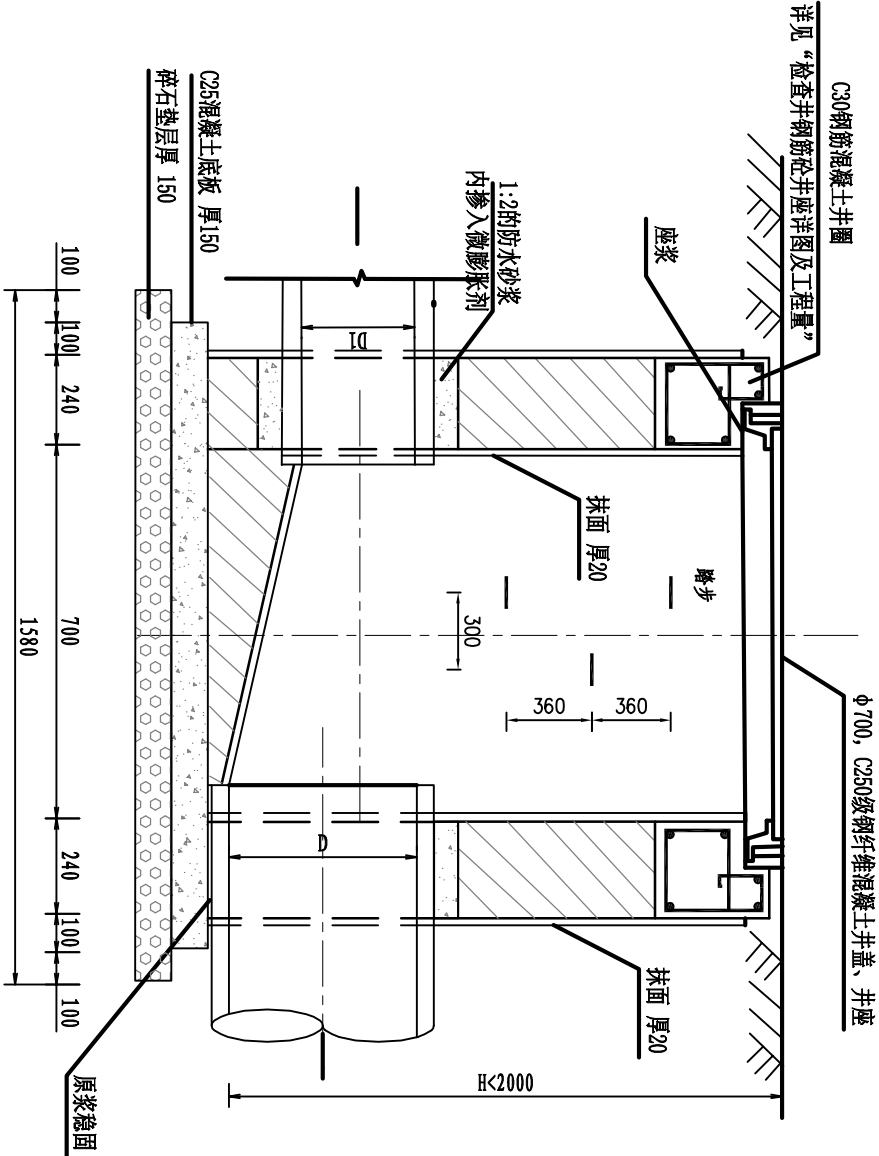 C30钢筋混凝土井圈
详见“检查井钢筋砼井座详图及工程量”
座浆
1:2的防水砂浆
内掺入微膨胀剂
C25混凝土底板 厚150
碎石垫层厚 150
φ700, C250级钢纤维混凝土井盖、井座
踏步
抹面 厚20
抹面 厚20
原浆稳固
300
360
360
D1
D
H<2000
100
100
240
700
240
100
100
1580